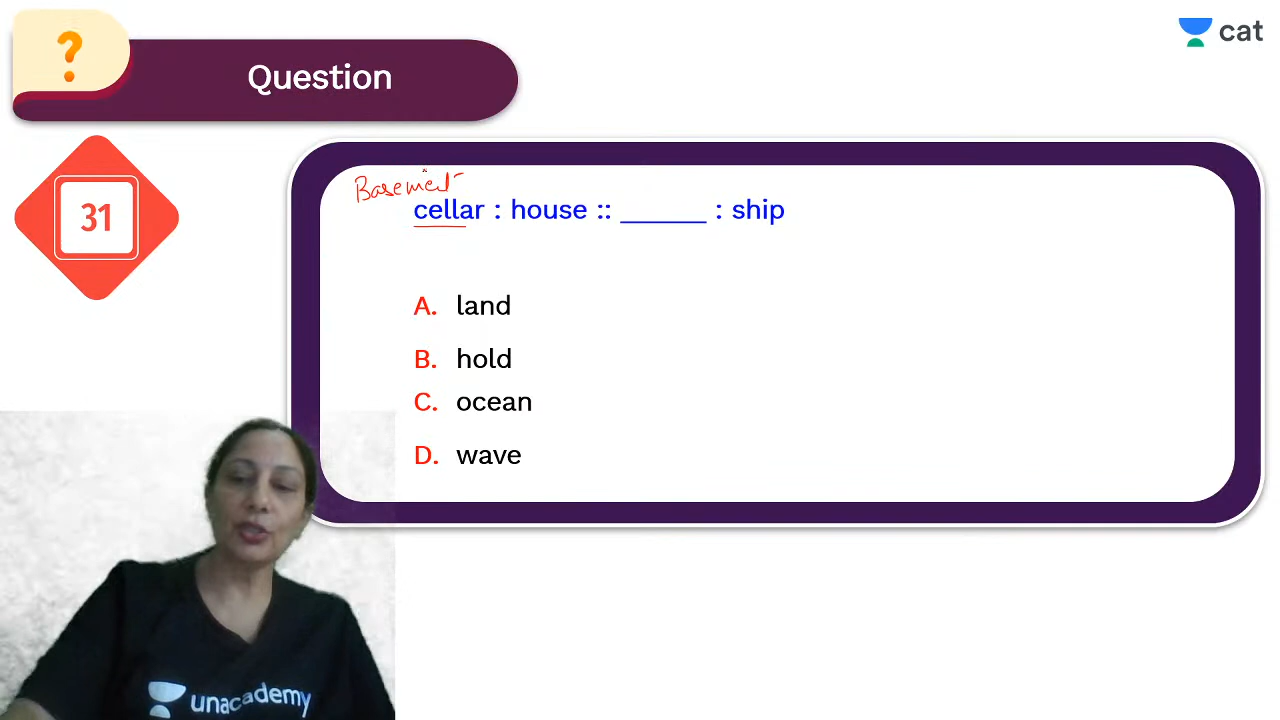 ?
Question
cat
31
Basement
cellar : house :: ______ : ship
A. land
B. hold
C. ocean
D. wave
unacademy